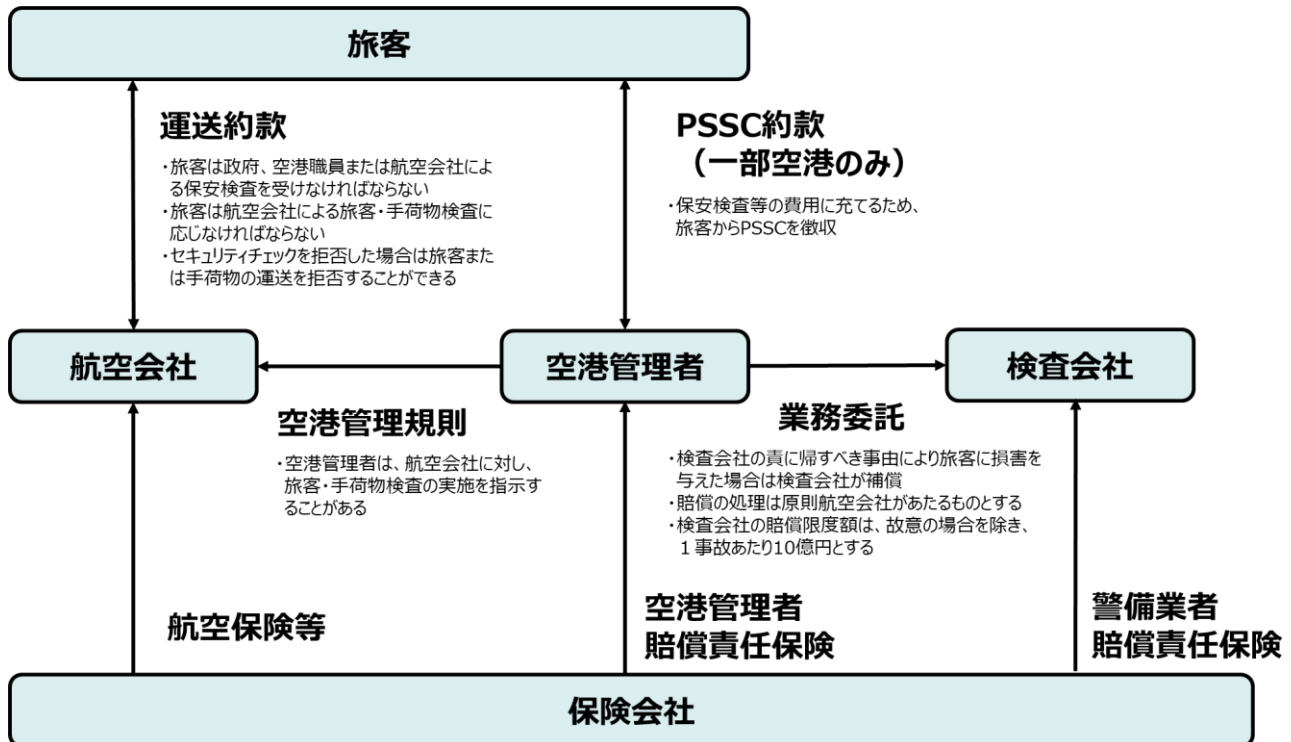 旅客
運送約款
・旅客は政府、空港職員または航空会社によ
る保安検査を受けなければならない
・旅客は航空会社による旅客・手荷物検査に
応じなければならない
・セキュリティチェックを拒否した場合は旅客また
は手荷物の運送を拒否することができる
PSSC約款
（一部空港のみ）
・保安検査等の費用に充てるため、
旅客からPSSCを徴収
航空会社
空港管理者
検査会社
空港管理規則
・空港管理者は、航空会社に対し、
旅客・手荷物検査の実施を指示す
ることがある
業務委託
・検査会社の責に帰すべき事由により旅客に損害を
与えた場合は検査会社が補償
・賠償の処理は原則航空会社があたるものとする
・検査会社の賠償限度額は、故意の場合を除き、
１事故あたり10億円とする
航空保険等
空港管理者
賠償責任保険
警備業者
賠償責任保険
保険会社